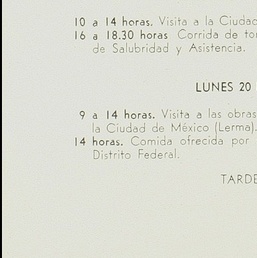 10 a 14 horas. Visita a la Ciudad
16 a 18.30 horas Corrida de
de Salubridad y Asistencia.
LUNES 20
9 a 14 horas. Visita a las obras
la Ciudad de México (Lerma).
14 horas. Comida ofrecida por
Distrito Federal.
TARDE